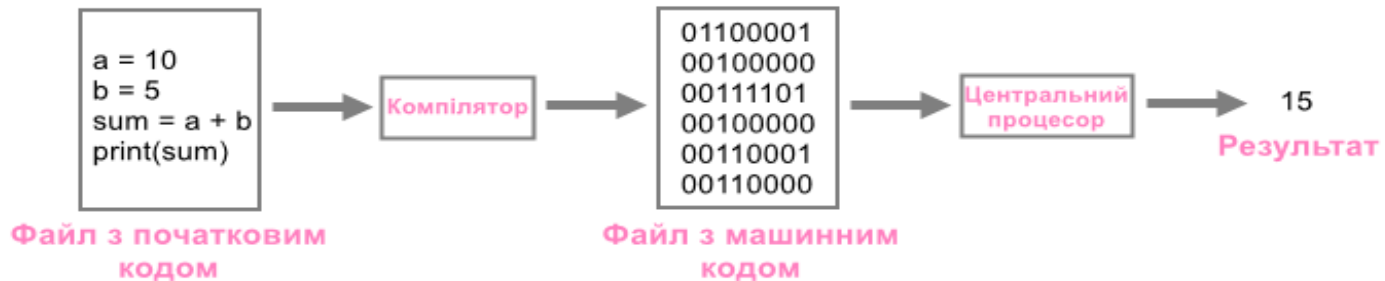 a = 10
b = 5
sum = a + b
print(sum)
Файл з початковим
кодом
Компілятор
01100001
00100000
00111101
00100000
00110001
00110000
Файл з машинним
кодом
Центральний
процесор
15
Результат